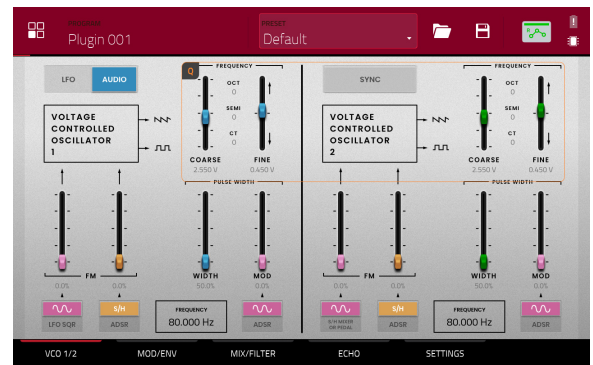 PROGRAM
Plugin 001
PRESET
Default
LFO
AUDIO
Q
FREQUENCY
OCT
0
SEMI
0
CT
0
COARSE
FINE
2.550 V
0.450 V
VOLTAGE
CONTROLLED
OSCILLATOR
1
SYNC
FREQUENCY
OCT
0
SEMI
0
CT
0
COARSE
FINE
2.550 V
0.450 V
VOLTAGE
CONTROLLED
OSCILLATOR
2
PULSE WIDTH
PULSE WIDTH
FM
0.0%
0.0%
WIDTH
MOD
50.0%
0.0%
FM
0.0%
0.0%
WIDTH
MOD
50.0%
0.0%
LFO SQR
S/H
ADSR
FREQUENCY
80.000 Hz
ADSR
S/H MIXER
OR PEDAL
S/H
ADSR
FREQUENCY
80.000 Hz
ADSR
VCO 1/2
MOD/ENV
MIX/FILTER
ECHO
SETTINGS